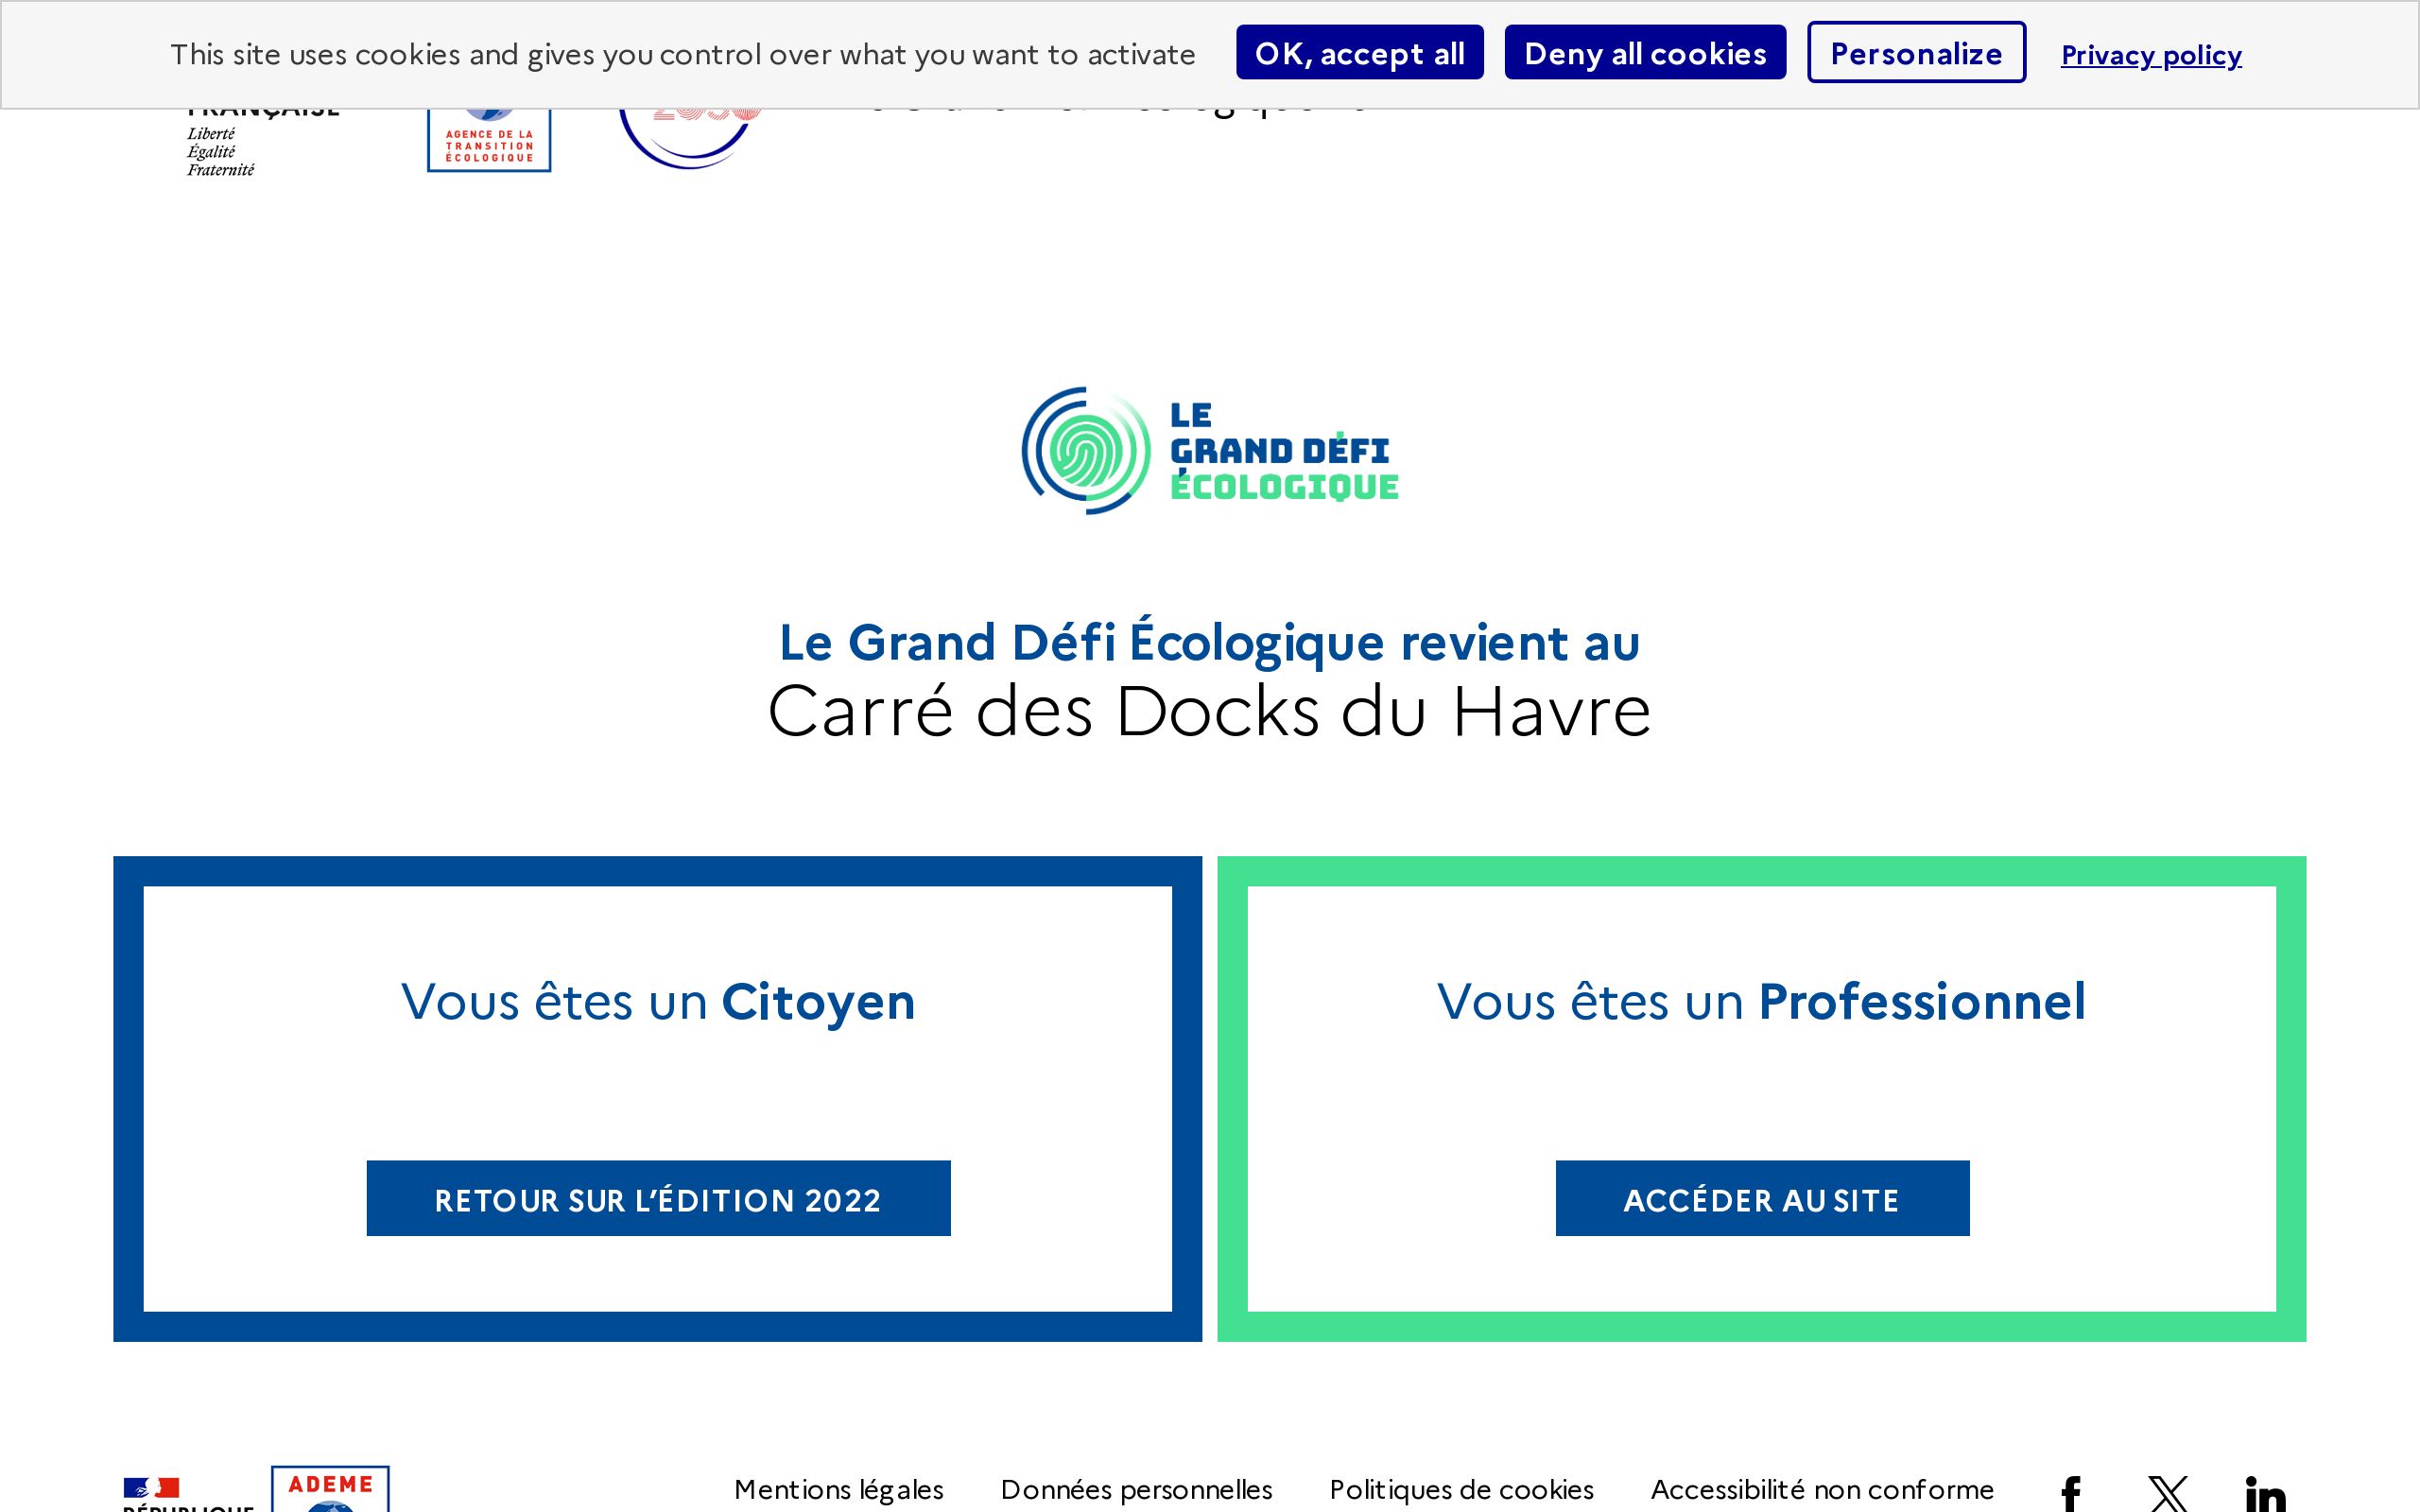 This site uses cookies and gives you control over what you want to activate
OK, accept all
Deny all cookies
Personalize
Privacy policy
FRANÇAISE
Liberté
Égalité
Fraternité
AGENCE DE LA
TRANSITION
ÉCOLOGIQUE
2030
LE
GRAND DÉFI
ÉCOLOGIQUE
Le Grand Défi Écologique revient au
Carré des Docks du Havre
Vous êtes un Citoyen
RETOUR SUR L'ÉDITION 2022
Vous êtes un Professionnel
ACCÉDER AU SITE
RÉPUBLIQUE
ADEME
Mentions légales
Données personnelles
Politiques de cookies
Accessibilité non conforme